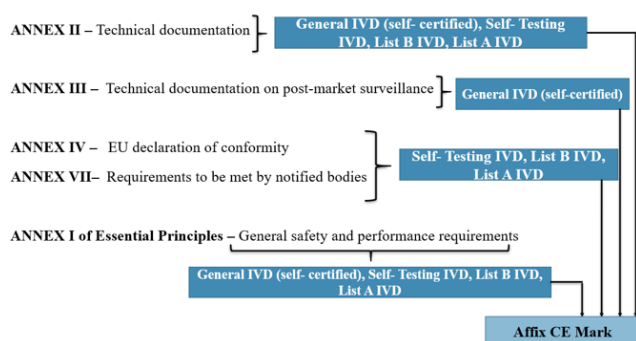 ANNEX II – Technical documentation
General IVD (self- certified), Self- Testing
IVD, List B IVD, List A IVD
ANNEX III – Technical documentation on post-market surveillance
General IVD (self-certified)
ANNEX IV – EU declaration of conformity
ANNEX VII– Requirements to be met by notified bodies
Self- Testing IVD, List B IVD,
List A IVD
ANNEX I of Essential Principles – General safety and performance requirements
General IVD (self- certified), Self- Testing IVD, List B IVD,
List A IVD
Affix CE Mark